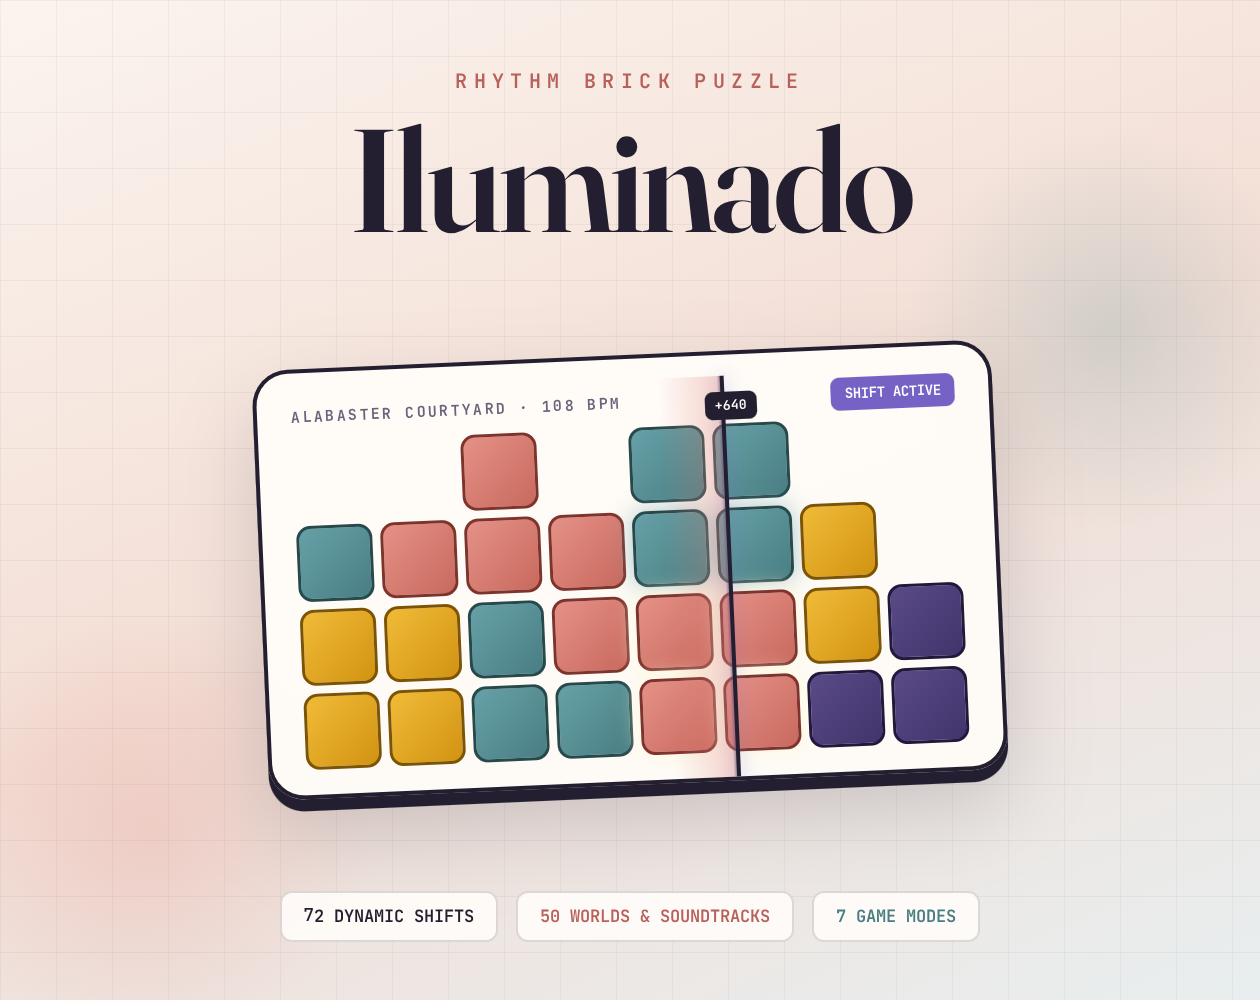 RHYTHM BRICK PUZZLE
Iluminado
ALABASTER COURTYARD · 108 BPM
+640
SHIFT ACTIVE
72 DYNAMIC SHIFTS
50 WORLDS & SOUNDTRACKS
7 GAME MODES